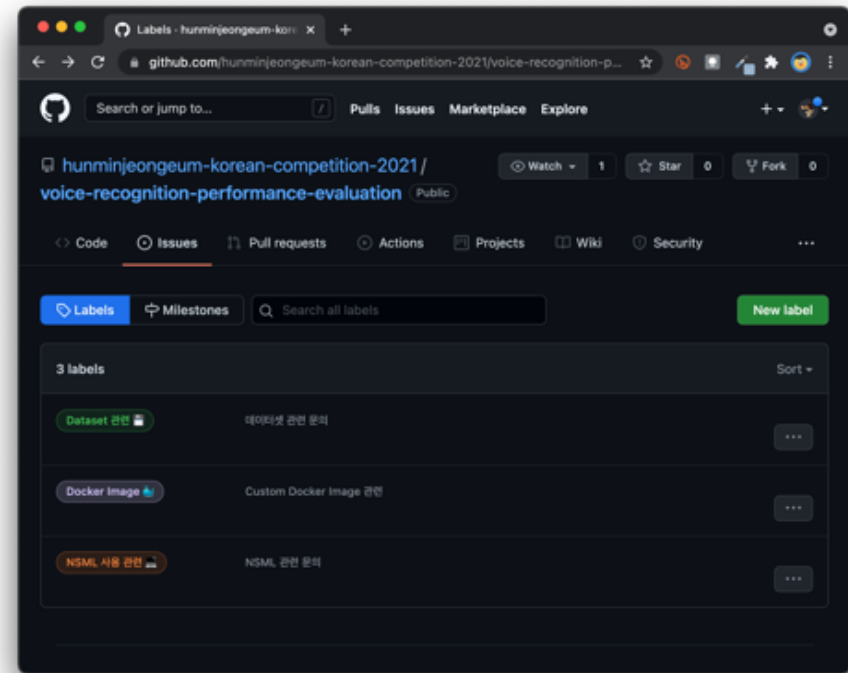 Labels · hunminjeongeum-kore
github.com/hunminjeongeum-korean-competition-2021/voice-recognition-p...
Search or jump to... /
Pulls Issues Marketplace Explore
hunminjeongeum-korean-competition-2021/
voice-recognition-performance-evaluation Public
Watch 1 Star 0 Fork 0
Code Issues Pull requests Actions Projects Wiki Security
Labels Milestones Search all labels New label
3 labels Sort
Dataset 관련 데이터셋 관련 문의
Docker Image Custom Docker Image 관련
NSML 사용 관련 NSML 관련 문의